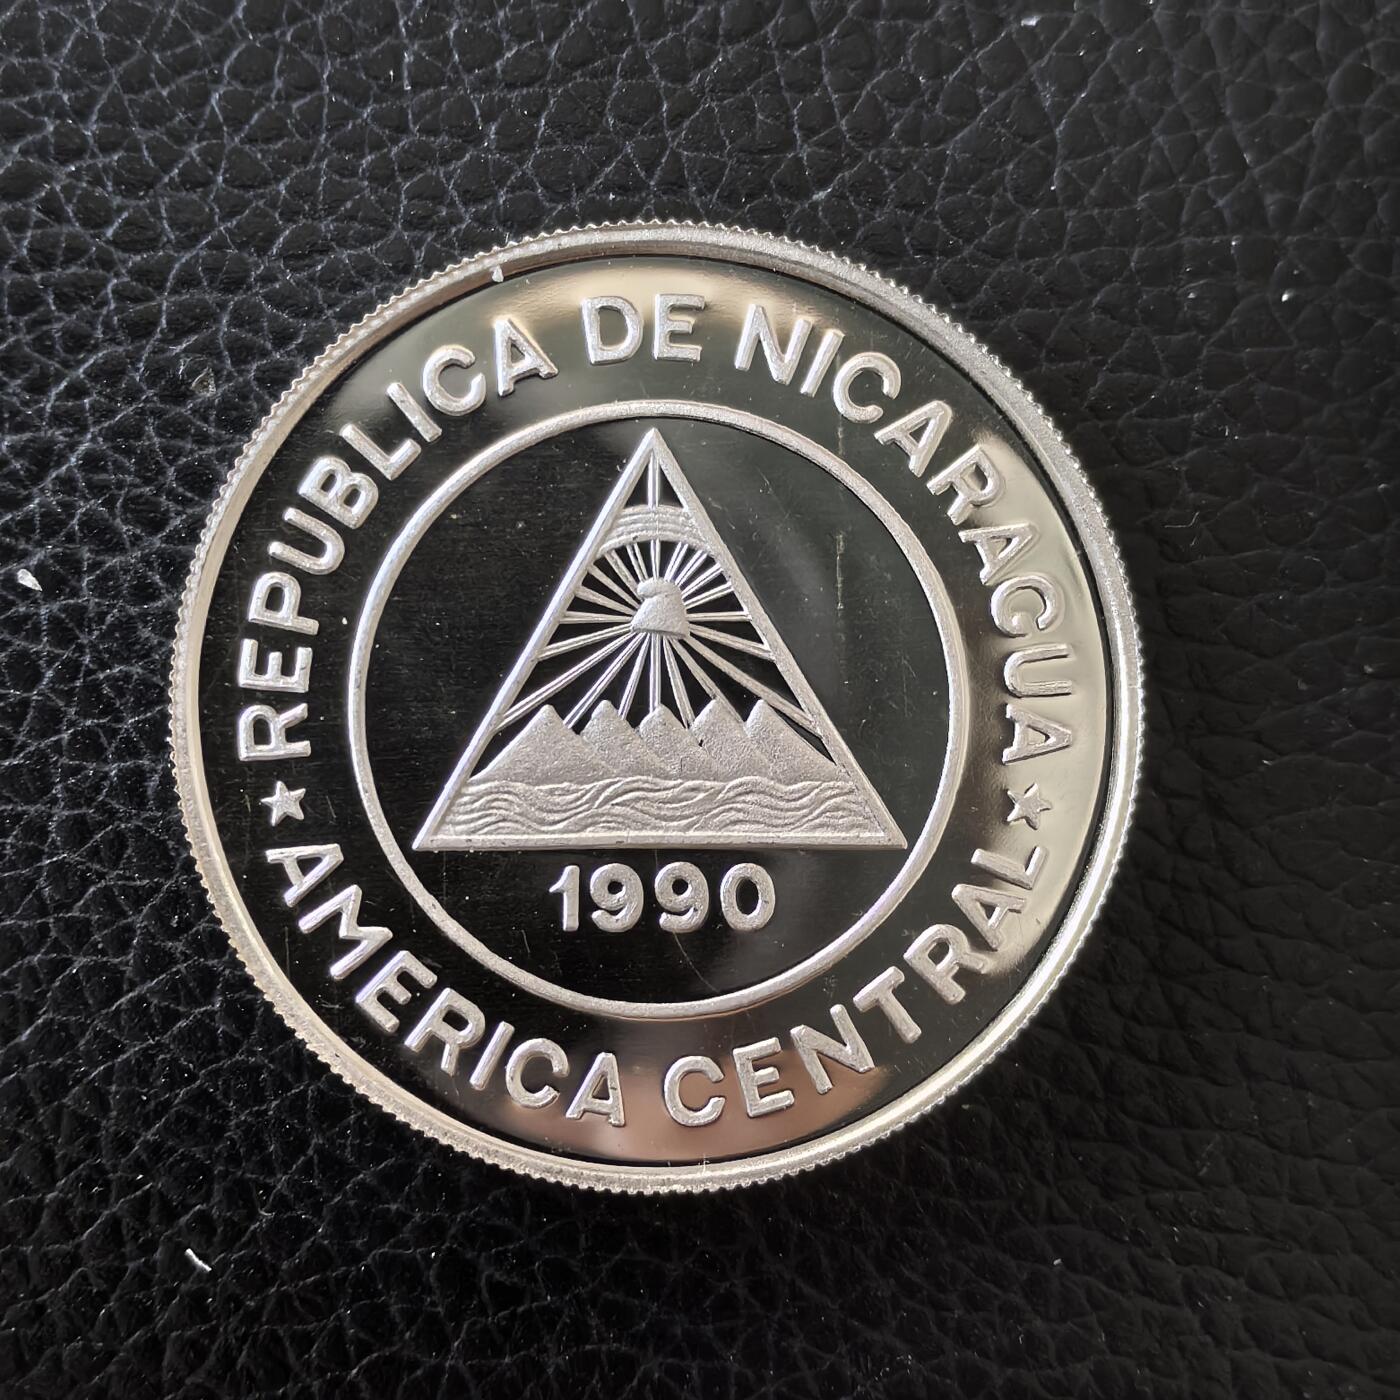 REPUBLICA DE NICARAGUA
1990
AMERICA CENTRAL